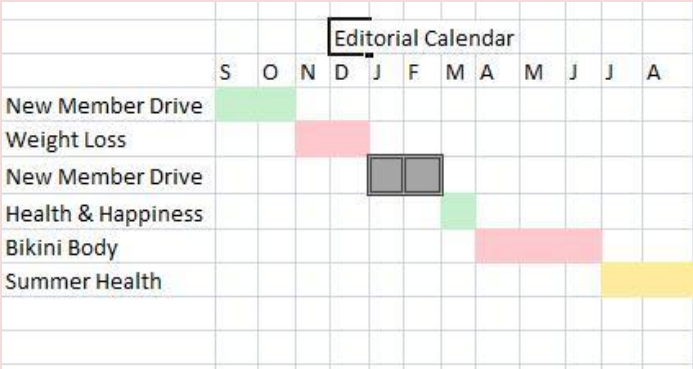 Editorial Calendar
S O N D J F M A M J J A
New Member Drive
Weight Loss
New Member Drive
Health & Happiness
Bikini Body
Summer Health